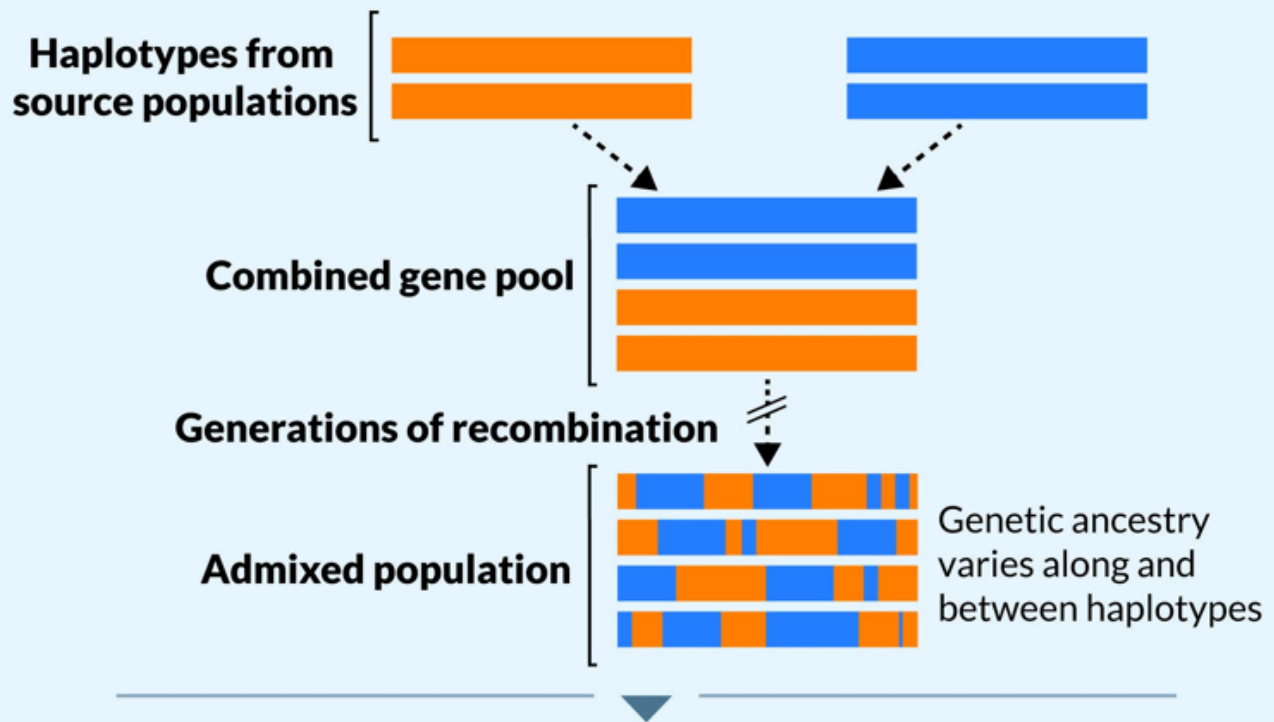 Haplotypes from
source populations
Combined gene pool
Generations of recombination
Admixed population
Genetic ancestry
varies along and
between haplotypes